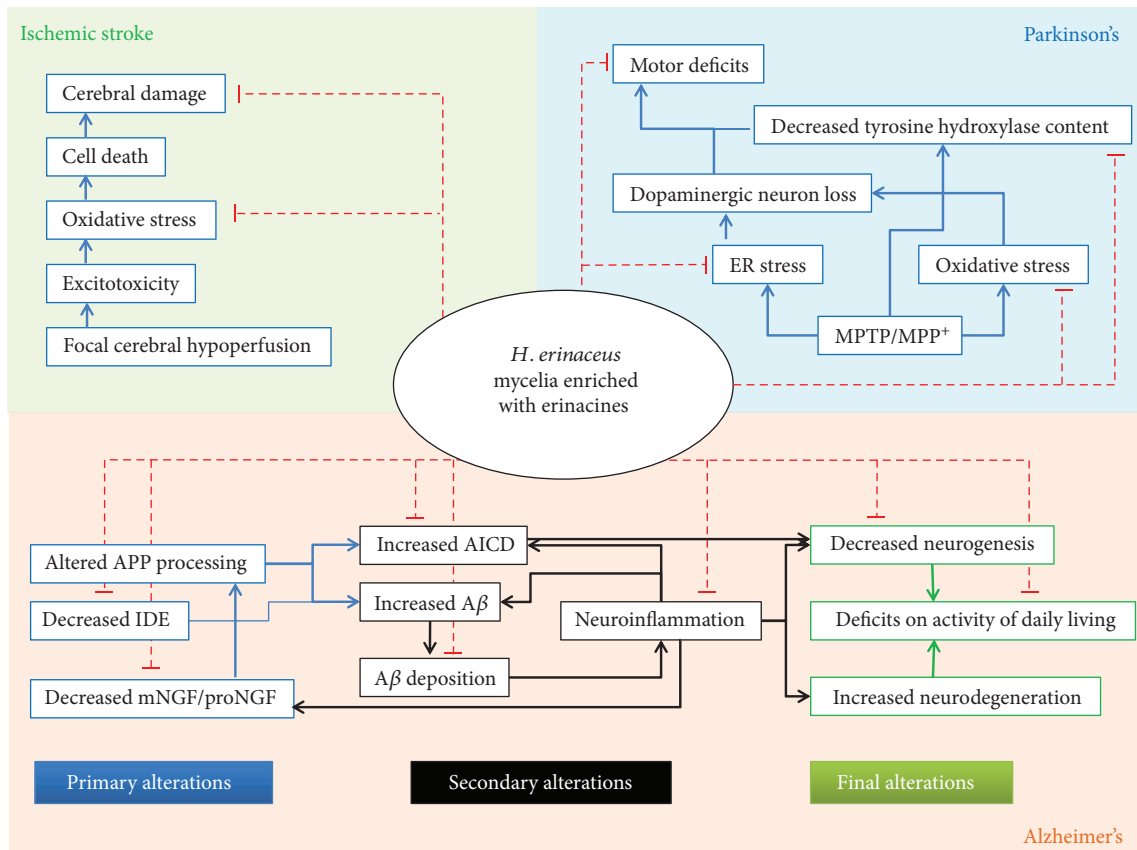 Ischemic stroke
Cerebral damage
Cell death
Oxidative stress
Excitotoxicity
Focal cerebral hypoperfusion
Parkinson's
Motor deficits
Decreased tyrosine hydroxylase content
Dopaminergic neuron loss
ER stress
Oxidative stress
MPTP/MPP⁺
H. erinaceus
mycelia enriched
with erinacines
Altered APP processing
Decreased IDE
Decreased mNGF/proNGF
Increased AICD
Increased Aβ
Aβ deposition
Neuroinflammation
Decreased neurogenesis
Deficits on activity of daily living
Increased neurodegeneration
Primary alterations
Secondary alterations
Final alterations
Alzheimer's